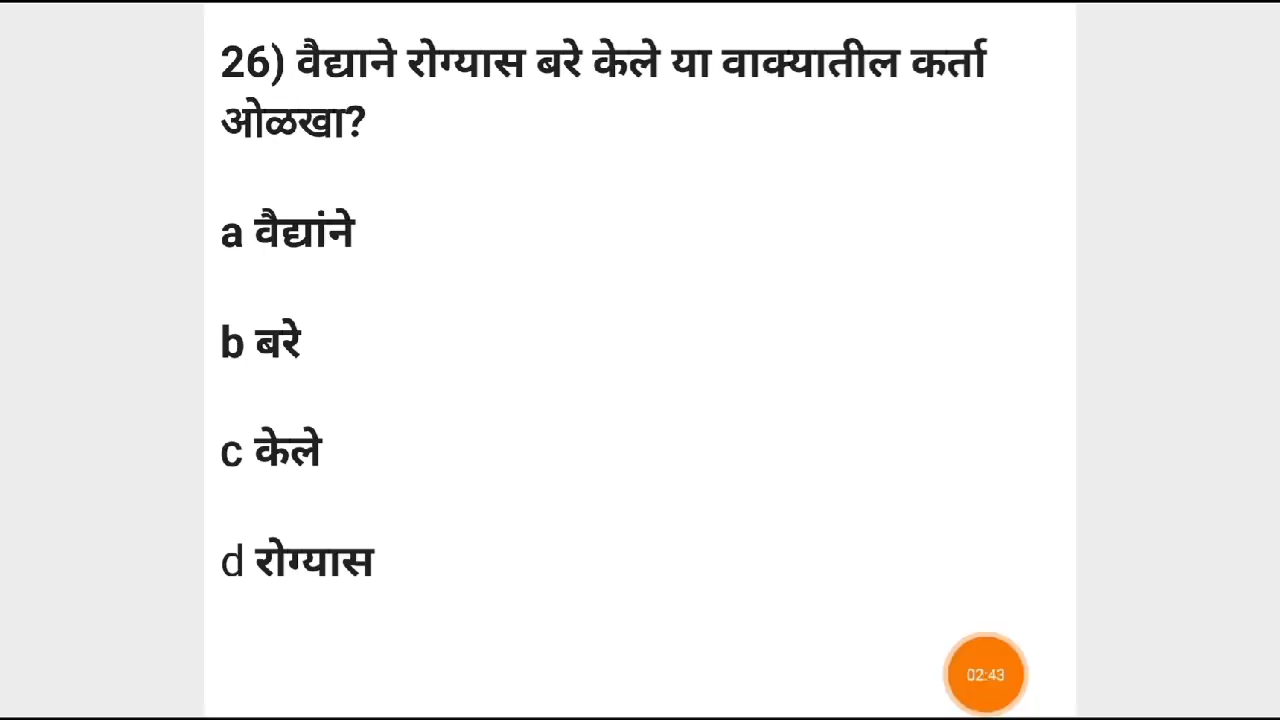 26) वैद्याने रोग्यास बरे केले या वाक्यातील कर्ता
ओळखा?
a वैद्यांने
b बरे
c केले
d रोग्यास
02:43